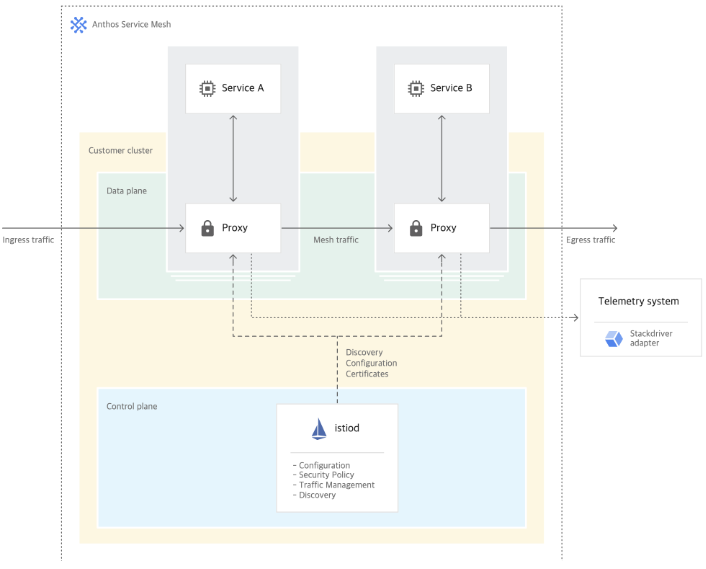 Anthos Service Mesh
Service A
Service B
Customer cluster
Data plane
Proxy
Proxy
Ingress traffic
Mesh traffic
Egress traffic
Telemetry system
Stackdriver
adapter
Discovery
Configuration
Certificates
Control plane
istiod
– Configuration
– Security Policy
– Traffic Management
– Discovery